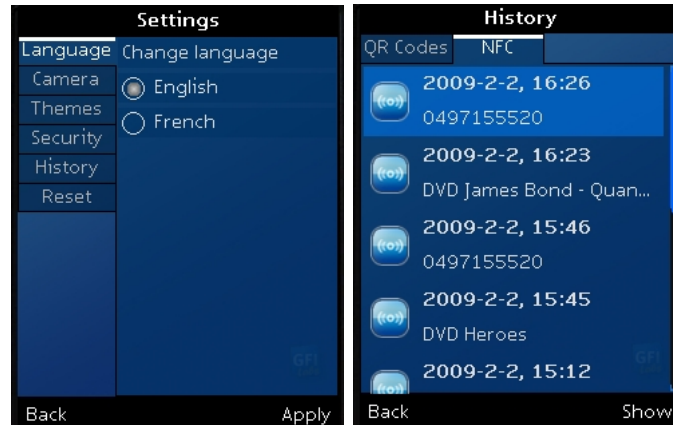 Settings
Language
Change language
Camera
English
Themes
French
Security
History
Reset
GFI
Back
Apply
History
QR Codes
NFC
2009-2-2, 16:26
0497155520
2009-2-2, 16:23
DVD James Bond - Quan...
2009-2-2, 15:46
0497155520
2009-2-2, 15:45
DVD Heroes
GFI
2009-2-2, 15:12
Back
Show